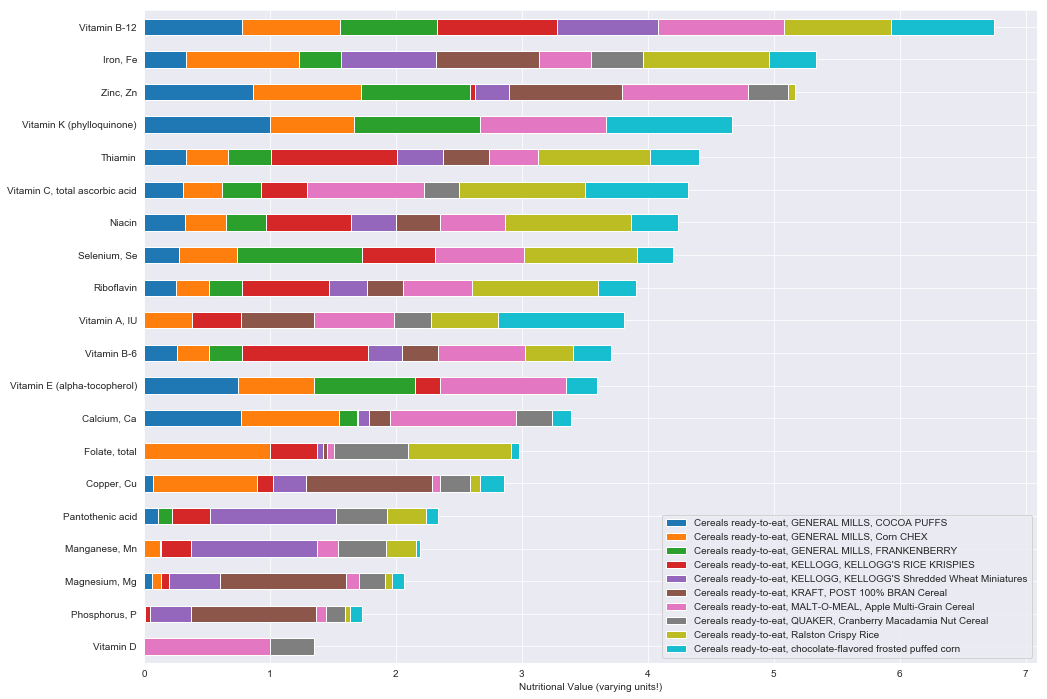 Vitamin B-12
Iron, Fe
Zinc, Zn
Vitamin K (phylloquinone)
Thiamin
Vitamin C, total ascorbic acid
Niacin
Selenium, Se
Riboflavin
Vitamin A, IU
Vitamin B-6
Vitamin E (alpha-tocopherol)
Calcium, Ca
Folate, total
Copper, Cu
Pantothenic acid
Manganese, Mn
Magnesium, Mg
Phosphorus, P
Vitamin D
Cereals ready-to-eat, GENERAL MILLS, COCOA PUFFS
Cereals ready-to-eat, GENERAL MILLS, Corn CHEX
Cereals ready-to-eat, GENERAL MILLS, FRANKENBERRY
Cereals ready-to-eat, KELLOGG, KELLOGG'S RICE KRISPIES
Cereals ready-to-eat, KELLOGG, KELLOGG'S Shredded Wheat Miniatures
Cereals ready-to-eat, KRAFT, POST 100% BRAN Cereal
Cereals ready-to-eat, MALT-O-MEAL, Apple Multi-Grain Cereal
Cereals ready-to-eat, QUAKER, Cranberry Macadamia Nut Cereal
Cereals ready-to-eat, Ralston Crispy Rice
Cereals ready-to-eat, chocolate-flavored frosted puffed corn
0 1 2 3 4 5 6 7
Nutritional Value (varying units!)